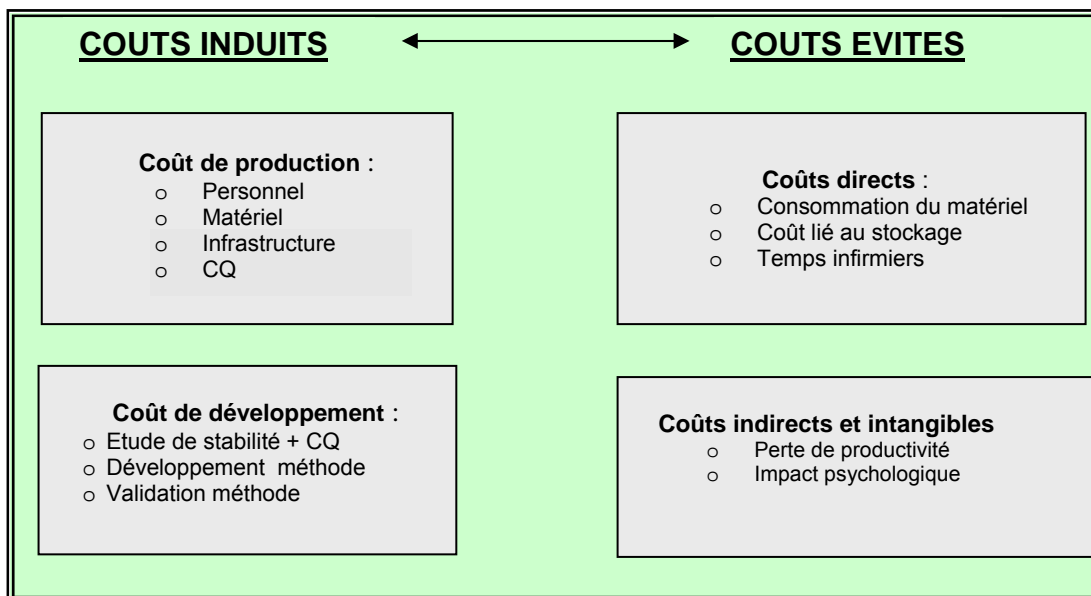 COUTS INDUITS
COUTS EVITES
Coût de production :
o Personnel
o Matériel
o Infrastructure
o CQ
Coûts directs :
o Consommation du matériel
o Coût lié au stockage
o Temps infirmiers
Coût de développement :
o Etude de stabilité + CQ
o Développement méthode
o Validation méthode
Coûts indirects et intangibles
o Perte de productivité
o Impact psychologique